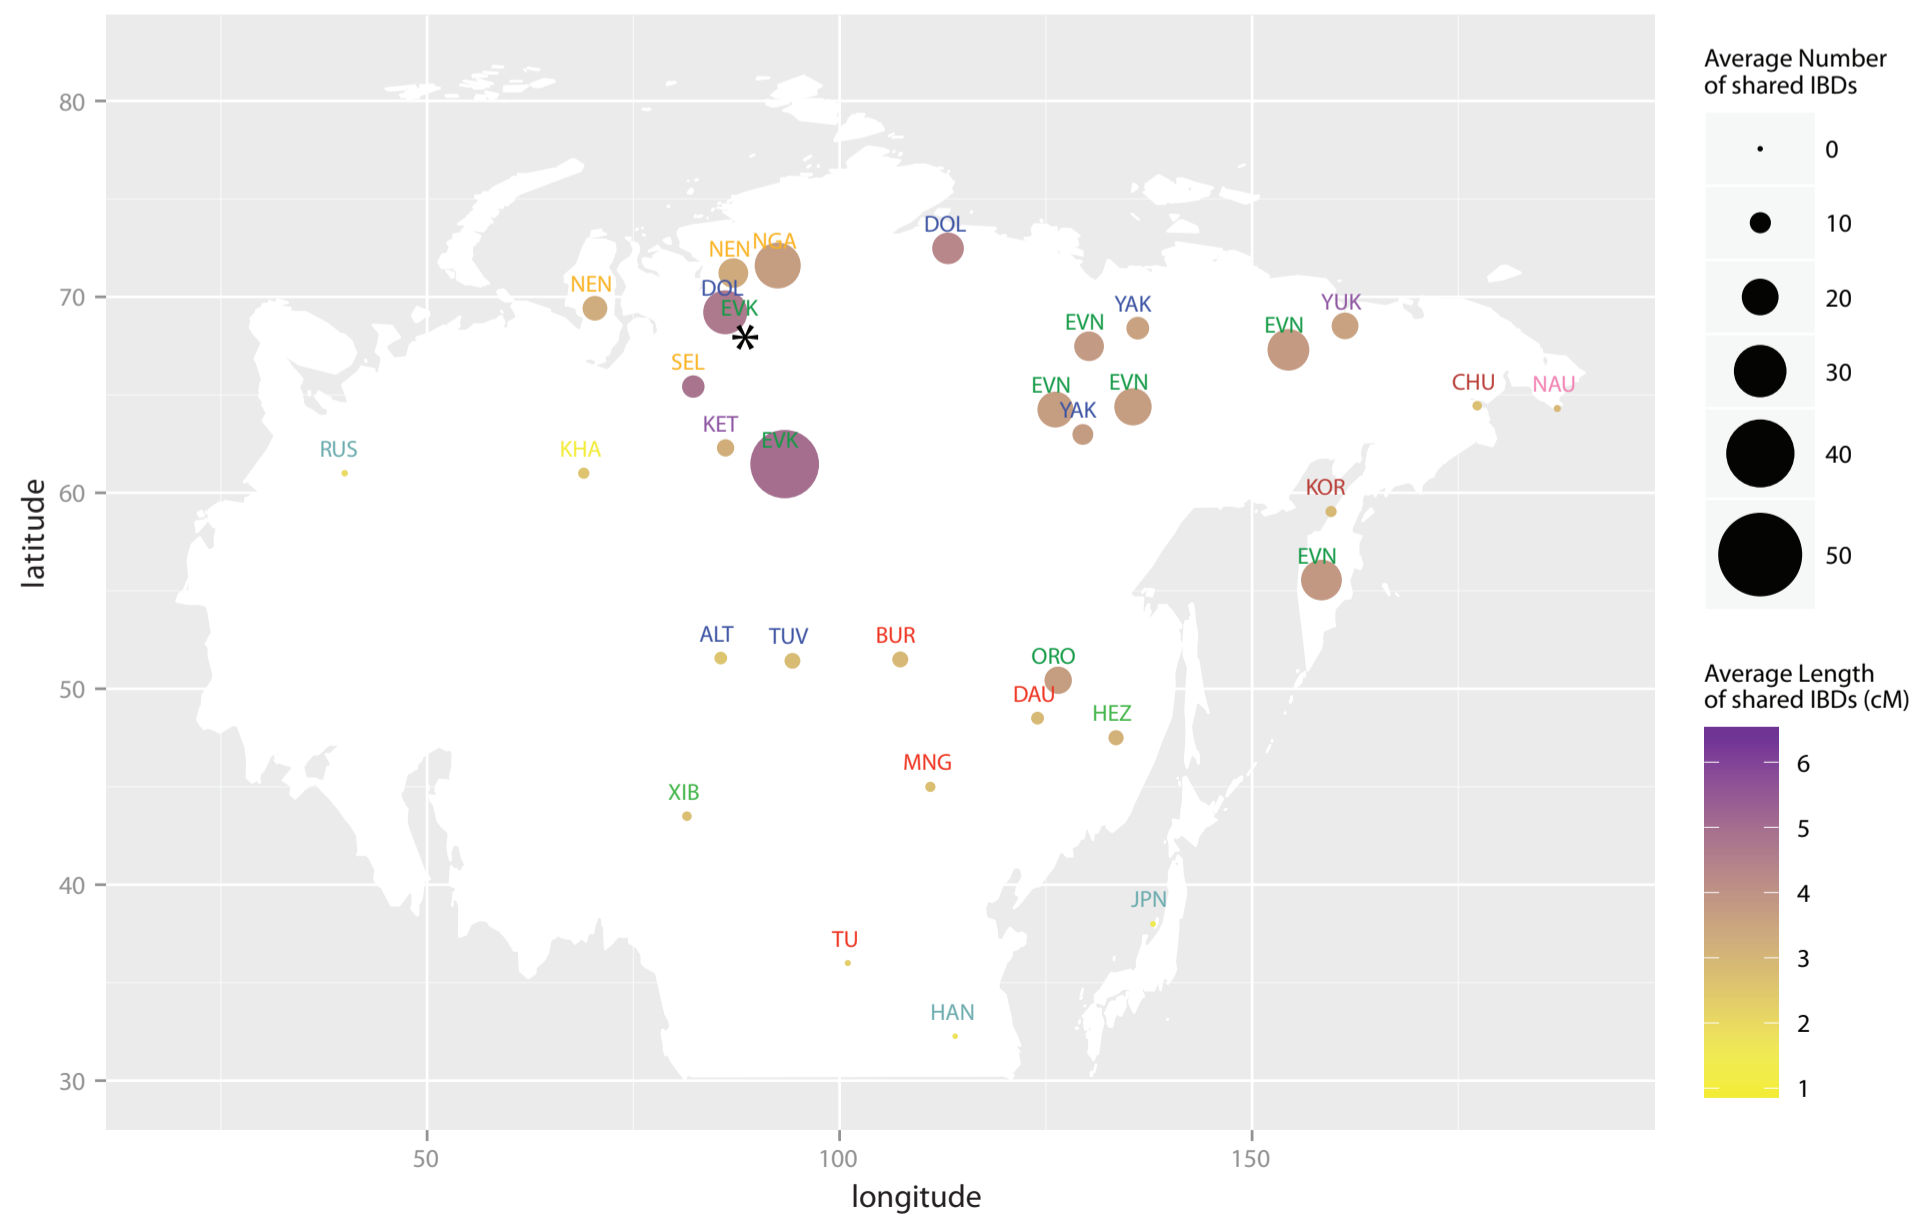 80
70
60
50
40
30
latitude
50
100
150
longitude
DOL
NGA
NEN
NEN
DOL
EVK
*
YAK
YUK
EVN
EVN
SEL
EVN
EVN
CHU
NAU
YAK
KET
EVK
RUS
KHA
KOR
EVN
ALT
TUV
BUR
ORO
DAU
HEZ
MNG
XIB
JPN
TU
HAN
Average Number
of shared IBDs
0
10
20
30
40
50
Average Length
of shared IBDs (cM)
6
5
4
3
2
1